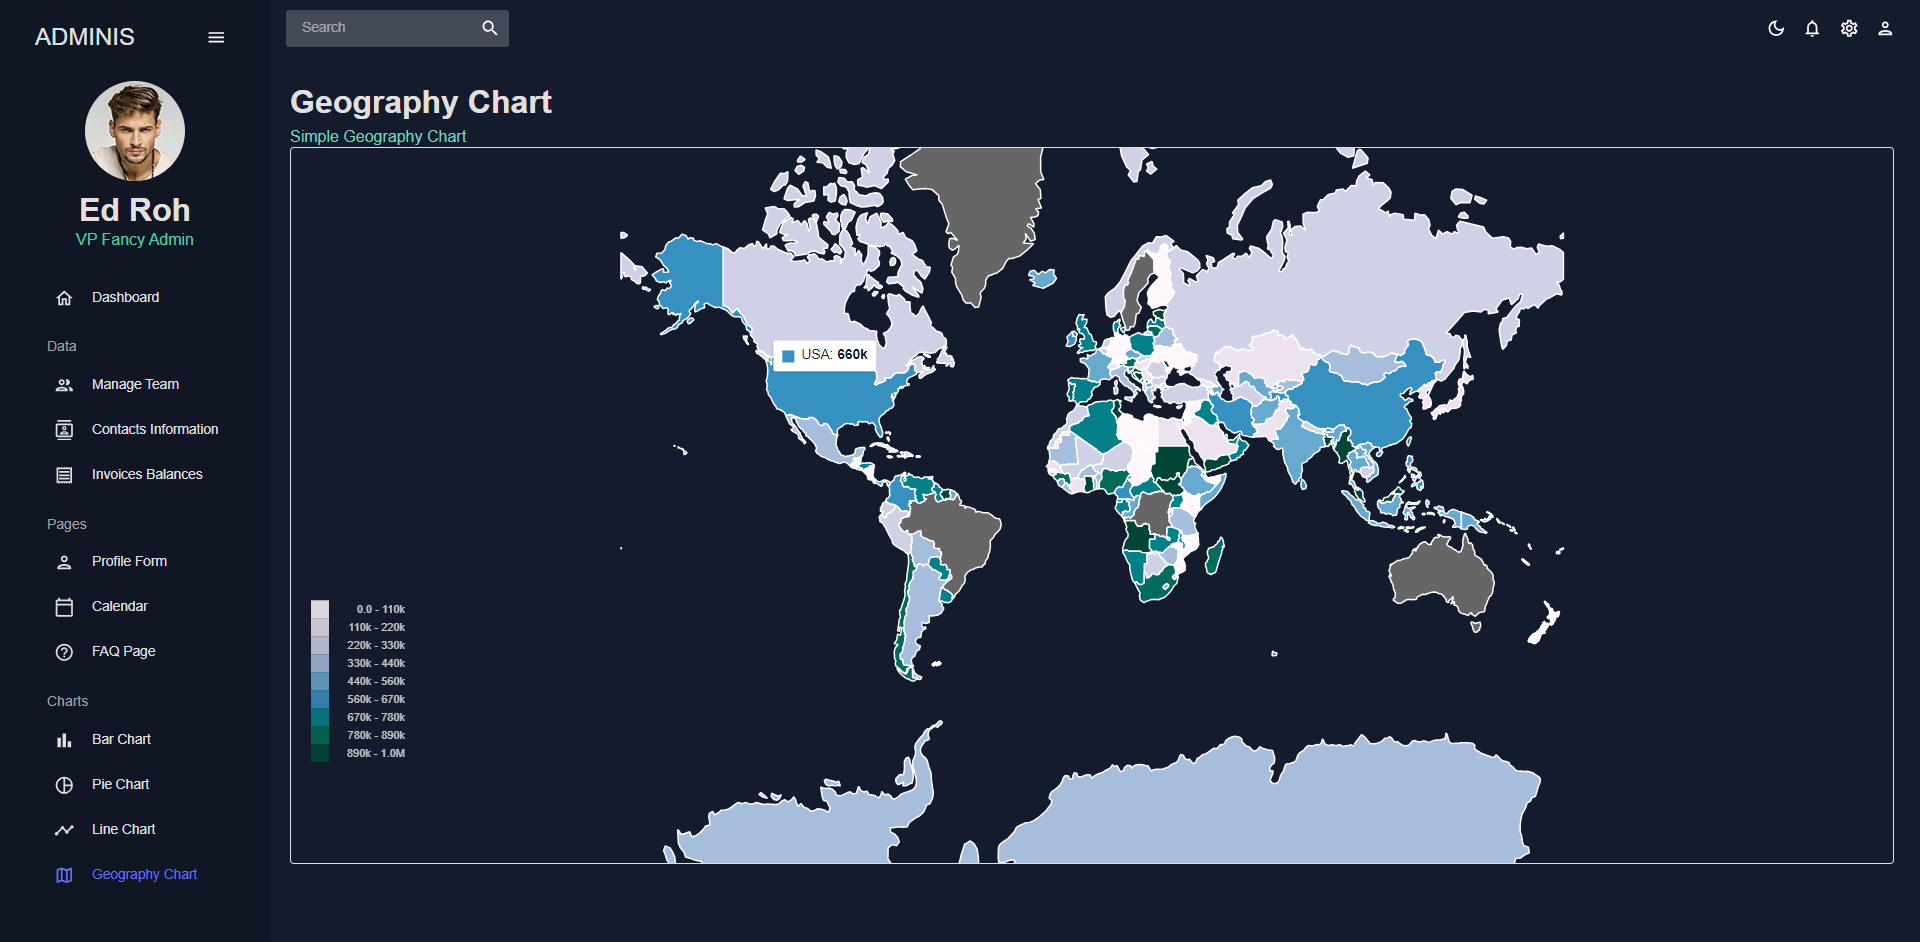 ADMINIS
Search
Ed Roh
VP Fancy Admin
Dashboard
Data
Manage Team
Contacts Information
Invoices Balances
Pages
Profile Form
Calendar
FAQ Page
Charts
Bar Chart
Pie Chart
Line Chart
Geography Chart
Geography Chart
Simple Geography Chart
USA: 660k
0.0 - 110k
110k - 220k
220k - 330k
330k - 440k
440k - 560k
560k - 670k
670k - 780k
780k - 890k
890k - 1.0M